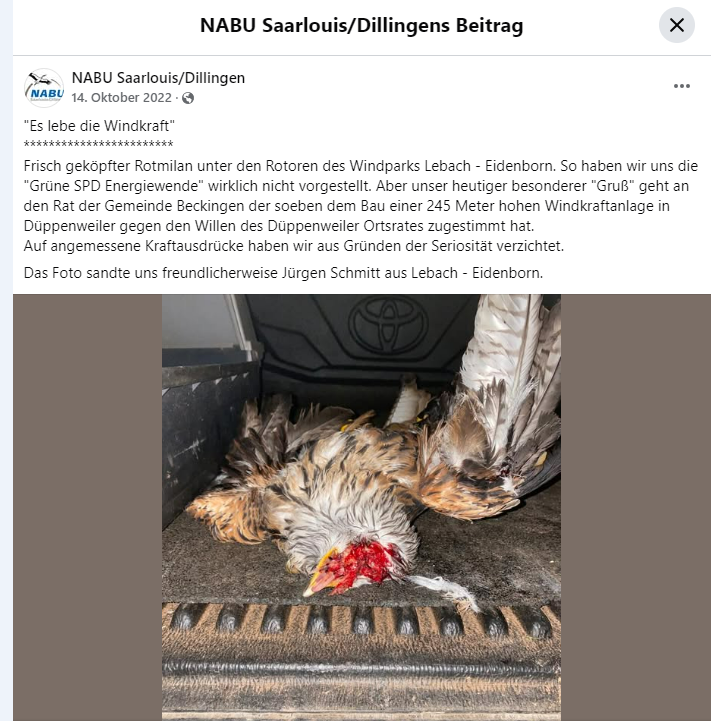 NABU Saarlouis/Dillingens Beitrag
NABU
NABU Saarlouis/Dillingen
14. Oktober 2022 ·
"Es lebe die Windkraft"
************************
Frisch geköpfter Rotmilan unter den Rotoren des Windparks Lebach - Eidenborn. So haben wir uns die
"Grüne SPD Energiewende" wirklich nicht vorgestellt. Aber unser heutiger besonderer "Gruß" geht an
den Rat der Gemeinde Beckingen der soeben dem Bau einer 245 Meter hohen Windkraftanlage in
Düppenweiler gegen den Willen des Düppenweiler Ortsrates zugestimmt hat.
Auf angemessene Kraftausdrücke haben wir aus Gründen der Seriosität verzichtet.
Das Foto sandte uns freundlicherweise Jürgen Schmitt aus Lebach - Eidenborn.